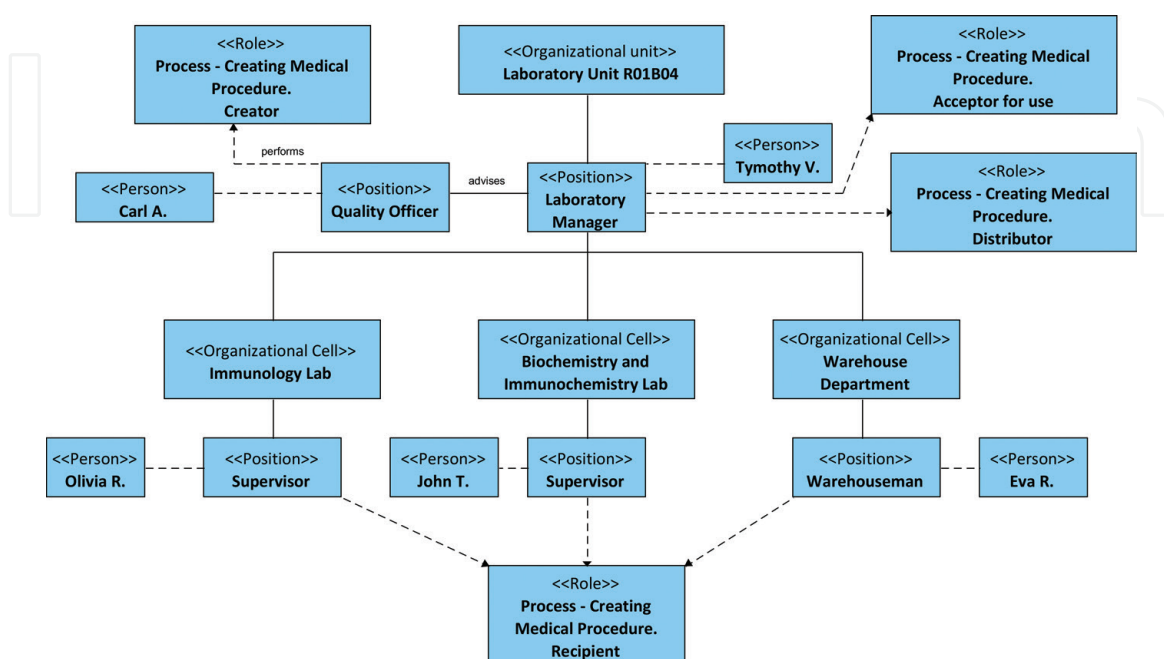 <<Role>>
Process - Creating Medical
Procedure.
Creator
<<Organizational unit>>
Laboratory Unit R01B04
<<Role>>
Process - Creating Medical
Procedure.
Acceptor for use
performs
<<Person>>
Tymothy V.
<<Person>>
Carl A.
<<Position>>
Quality Officer
advises
<<Position>>
Laboratory
Manager
<<Role>>
Process - Creating Medical
Procedure.
Distributor
<<Organizational Cell>>
Immunology Lab
<<Organizational Cell>>
Biochemistry and
Immunochemistry Lab
<<Organizational Cell>>
Warehouse
Department
<<Person>>
Olivia R.
<<Position>>
Supervisor
<<Person>>
John T.
<<Position>>
Supervisor
<<Position>>
Warehouseman
<<Person>>
Eva R.
<<Role>>
Process - Creating
Medical Procedure.
Recipient